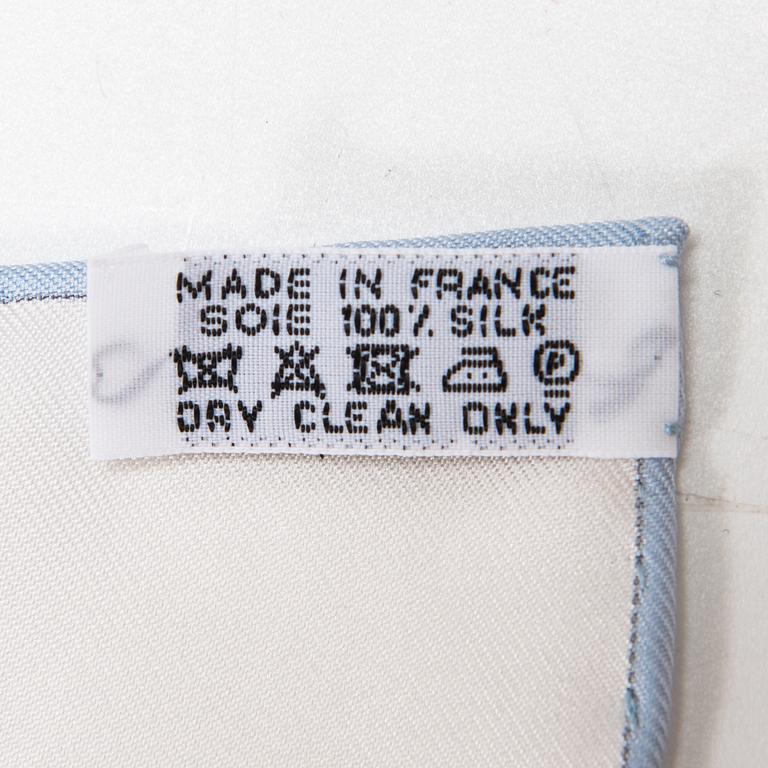 MADE IN FRANCE
SOIE 100% SILK
P
DRY CLEAN ONLY